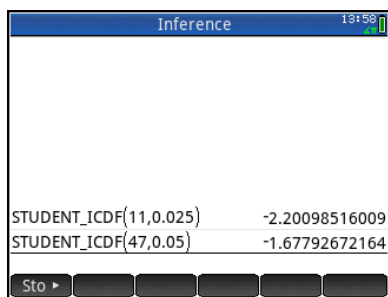 Inference
13:58
∡π
STUDENT_ICDF(11,0.025)
-2.20098516009
STUDENT_ICDF(47,0.05)
-1.67792672164
Sto ▸